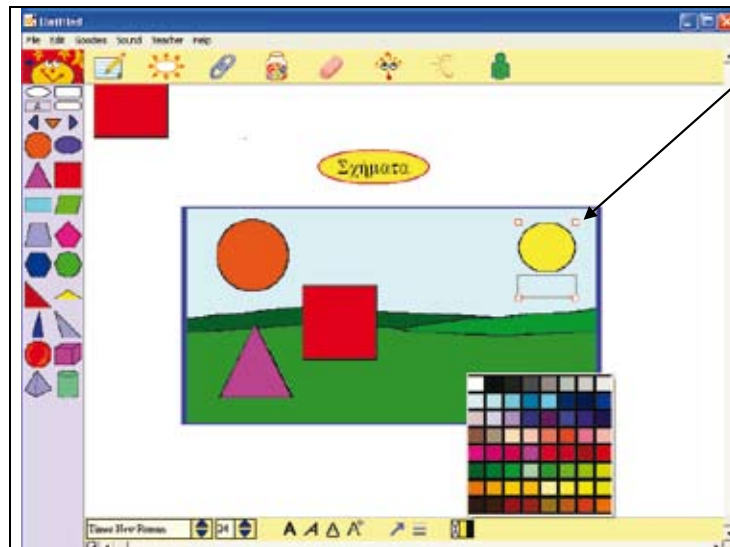 Untitled
File Edit Goodies Sound Teacher Help
Σχήματα
Times New Roman 24 A A A A